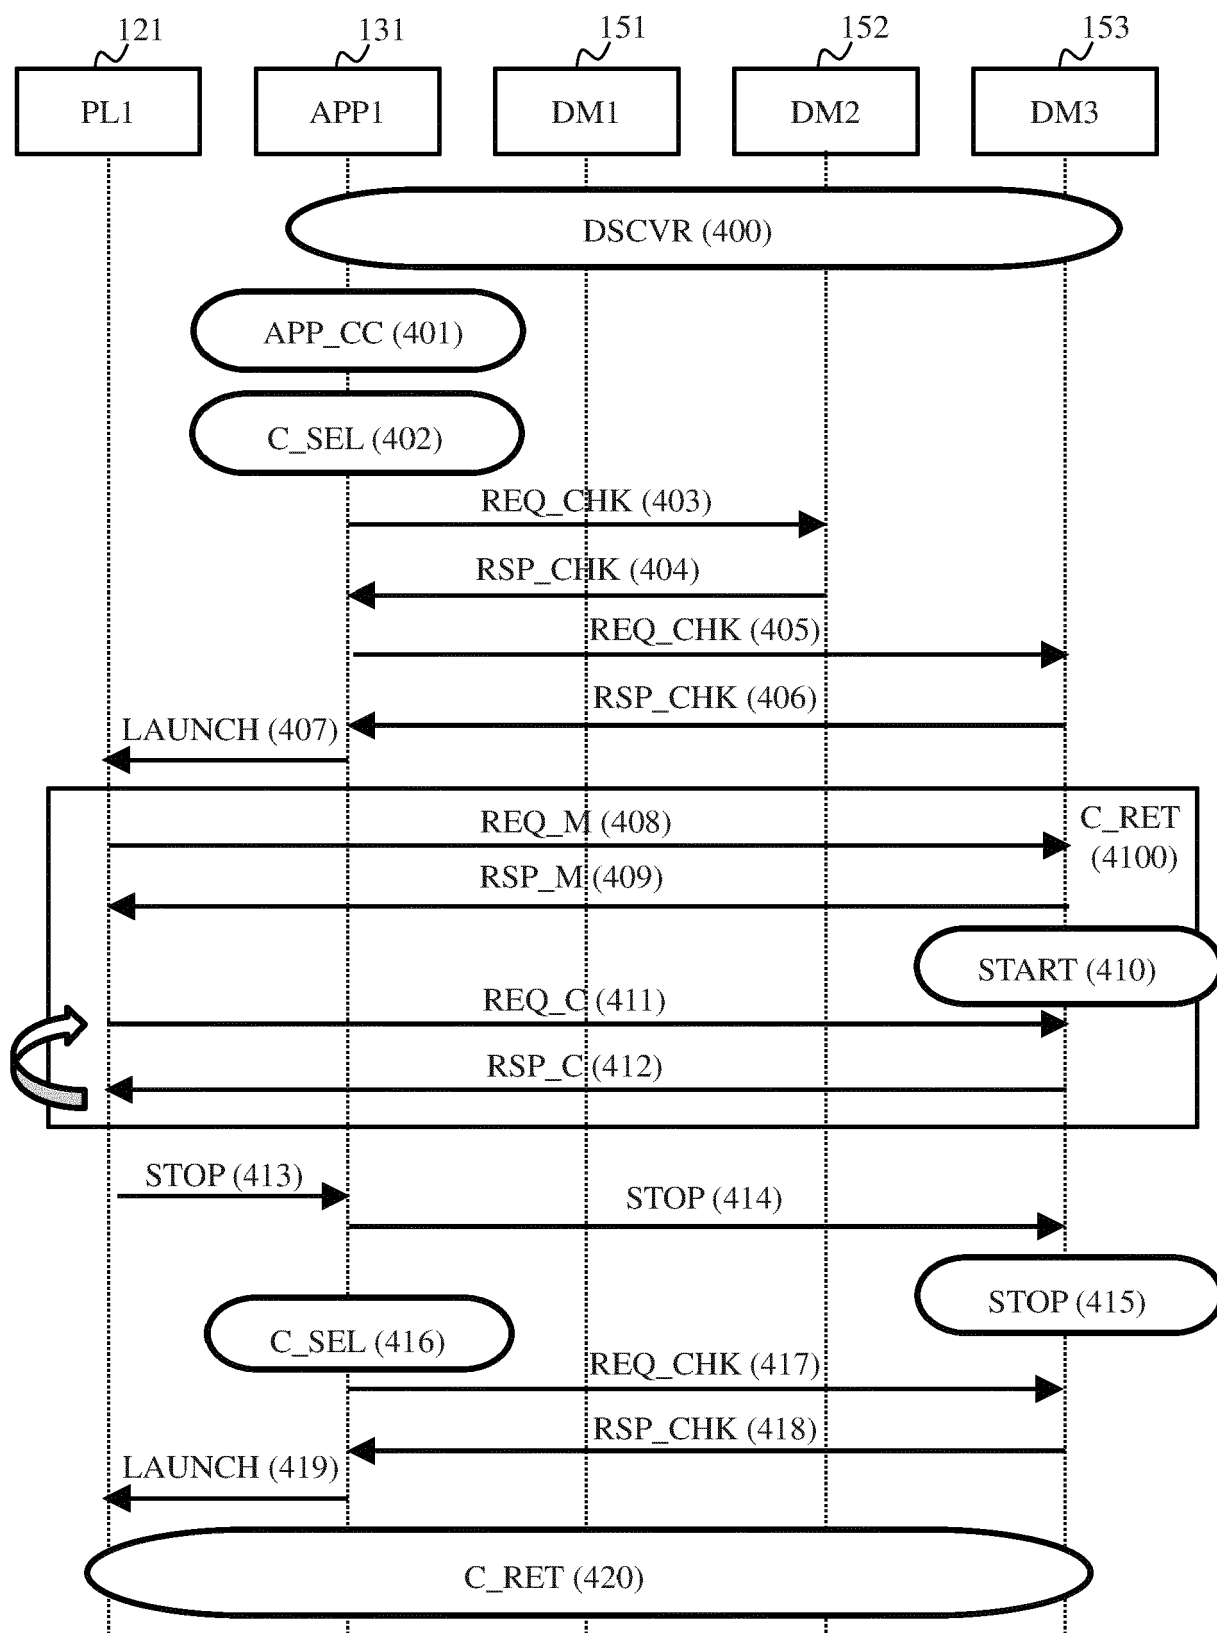 121
131
151
152
153
PL1
APP1
DM1
DM2
DM3
DSCVR (400)
APP_CC (401)
C_SEL (402)
REQ_CHK (403)
RSP_CHK (404)
REQ_CHK (405)
RSP_CHK (406)
LAUNCH (407)
C_RET
(4100)
REQ_M (408)
RSP_M (409)
START (410)
REQ_C (411)
RSP_C (412)
STOP (413)
STOP (414)
STOP (415)
C_SEL (416)
REQ_CHK (417)
RSP_CHK (418)
LAUNCH (419)
C_RET (420)